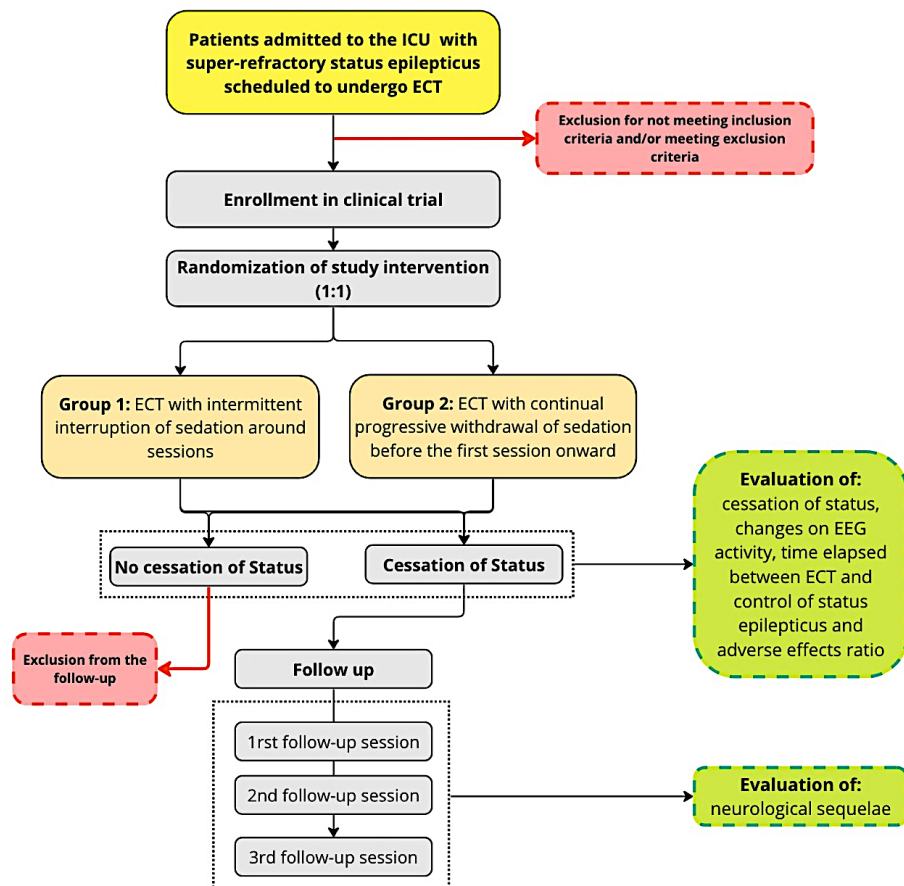 Patients admitted to the ICU with
super-refractory status epilepticus
scheduled to undergo ECT
Exclusion for not meeting inclusion
criteria and/or meeting exclusion
criteria
Enrollment in clinical trial
Randomization of study intervention
(1:1)
Group 1: ECT with intermittent
interruption of sedation around
sessions
Group 2: ECT with continual
progressive withdrawal of sedation
before the first session onward
Evaluation of:
cessation of status,
changes on EEG
activity, time elapsed
between ECT and
control of status
epilepticus and
adverse effects ratio
No cessation of Status
Cessation of Status
Exclusion from the
follow-up
Follow up
1rst follow-up session
2nd follow-up session
3rd follow-up session
Evaluation of:
neurological sequelae